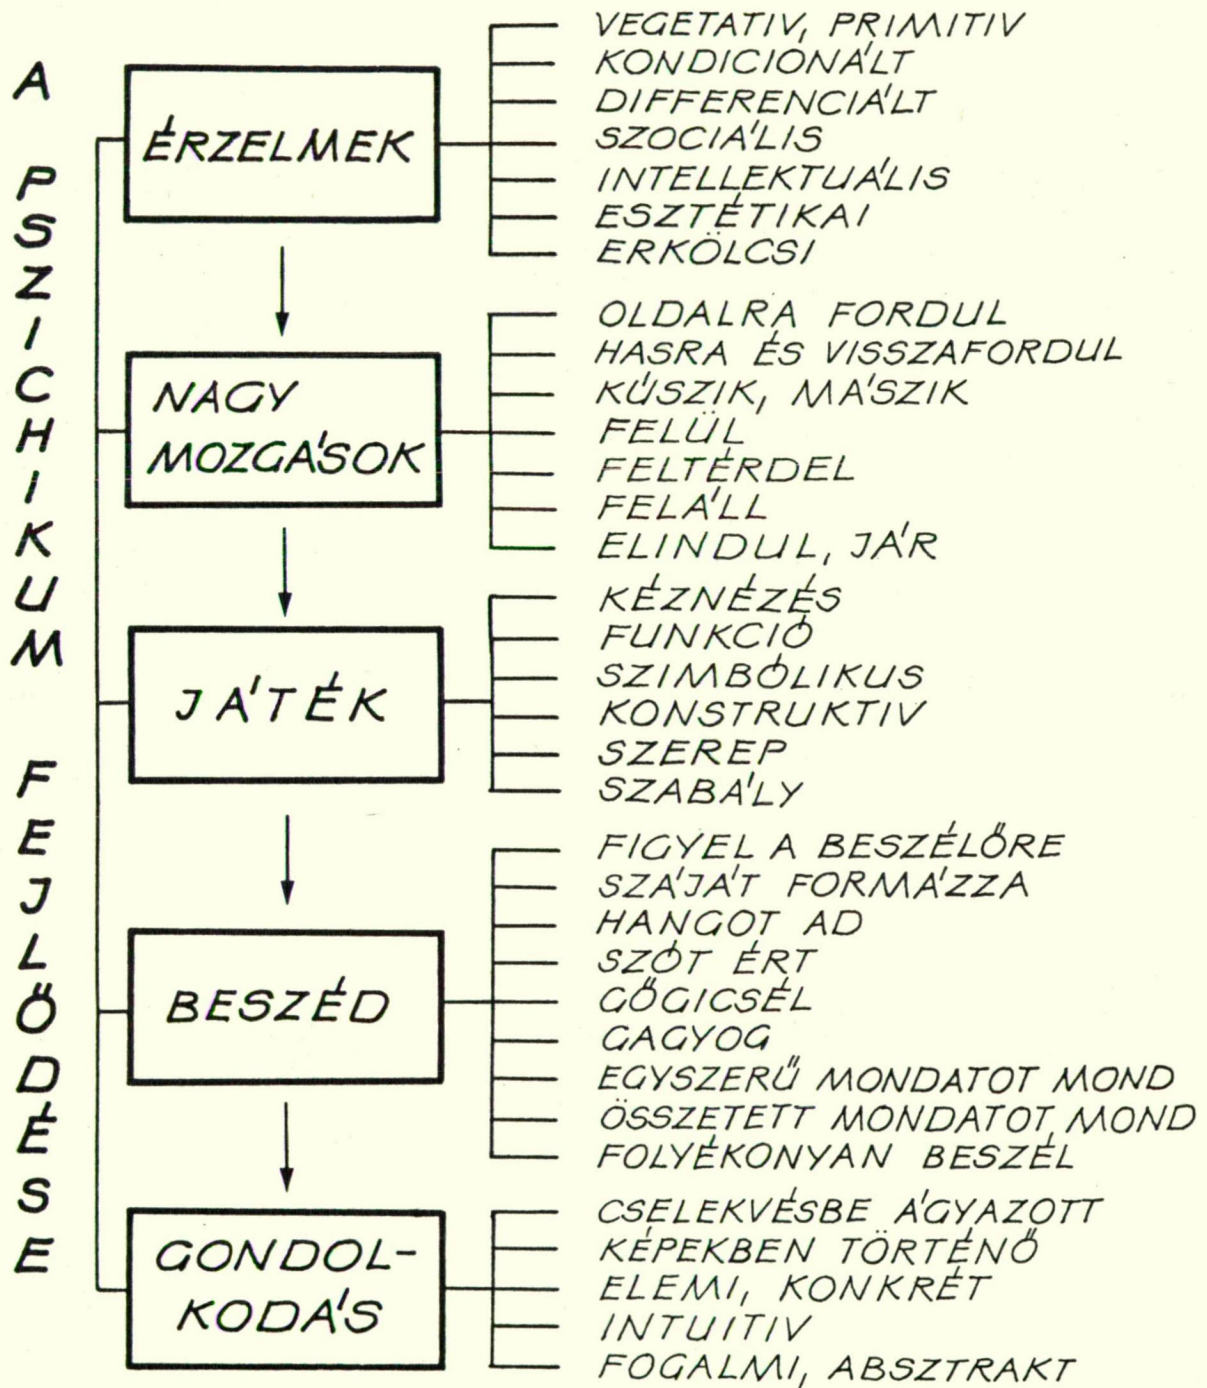 A PSZICHIKUM FEJLŐDÉSE
ÉRZELMEK
VEGETATIV, PRIMITIV
KONDICIONÁLT
DIFFERENCIÁLT
SZOCIÁLIS
INTELLEKTUÁLIS
ESZTÉTIKAI
ERKÖLCSI
NAGY
MOZGÁSOK
OLDALRA FORDUL
HASRA ÉS VISSZAFORDUL
KÚSZIK, MÁSZIK
FELÜL
FELTÉRDEL
FELÁLL
ELINDUL, JÁR
JÁTÉK
KÉZNÉZÉS
FUNKCIÓ
SZIMBÓLIKUS
KONSTRUKTIV
SZEREP
SZABÁLY
BESZÉD
FIGYEL A BESZÉLŐRE
SZÁJÁT FORMÁZZA
HANGOT AD
SZÓT ÉRT
GŐGICSÉL
GAGYOG
EGYSZERŰ MONDATOT MOND
ÖSSZETETT MONDATOT MOND
FOLYÉKONYAN BESZÉL
GONDOL-
KODÁS
CSELEKVÉSBE ÁGYAZOTT
KÉPEKBEN TÖRTÉNŐ
ELEMI, KONKRÉT
INTUITIV
FOGALMI, ABSZTRAKT